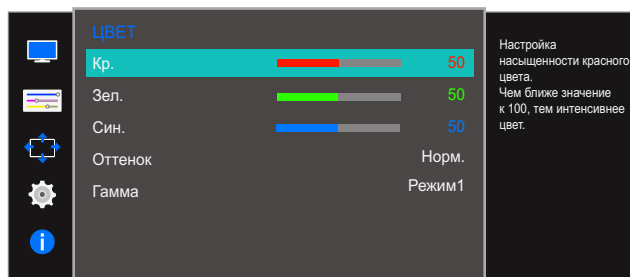 ЦВЕТ
Кр. 50
Зел. 50
Син. 50
Оттенок Норм.
Гамма Режим1
Настройка
насыщенности красного
цвета.
Чем ближе значение
к 100, тем интенсивнее
цвет.